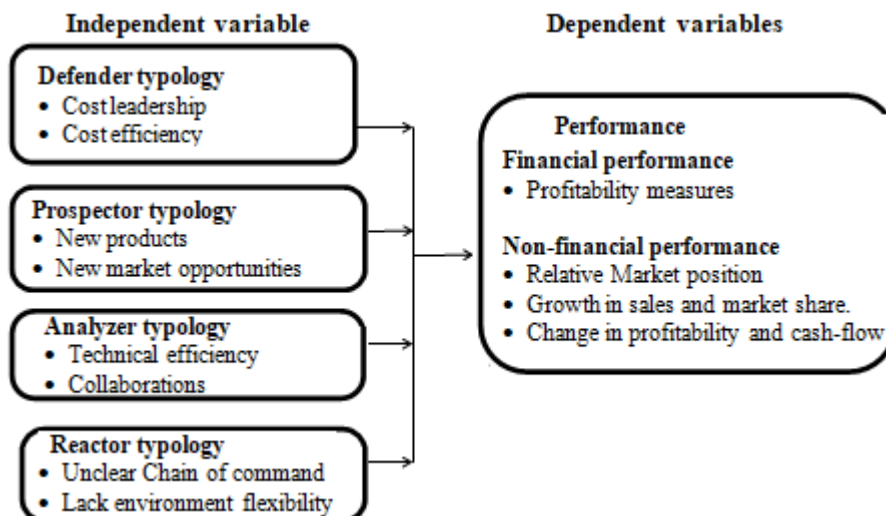 Independent variable
Defender typology
• Cost leadership
• Cost efficiency
Prospector typology
• New products
• New market opportunities
Analyzer typology
• Technical efficiency
• Collaborations
Reactor typology
• Unclear Chain of command
• Lack environment flexibility
Dependent variables
Performance
Financial performance
• Profitability measures
Non-financial performance
• Relative Market position
• Growth in sales and market share.
• Change in profitability and cash-flow